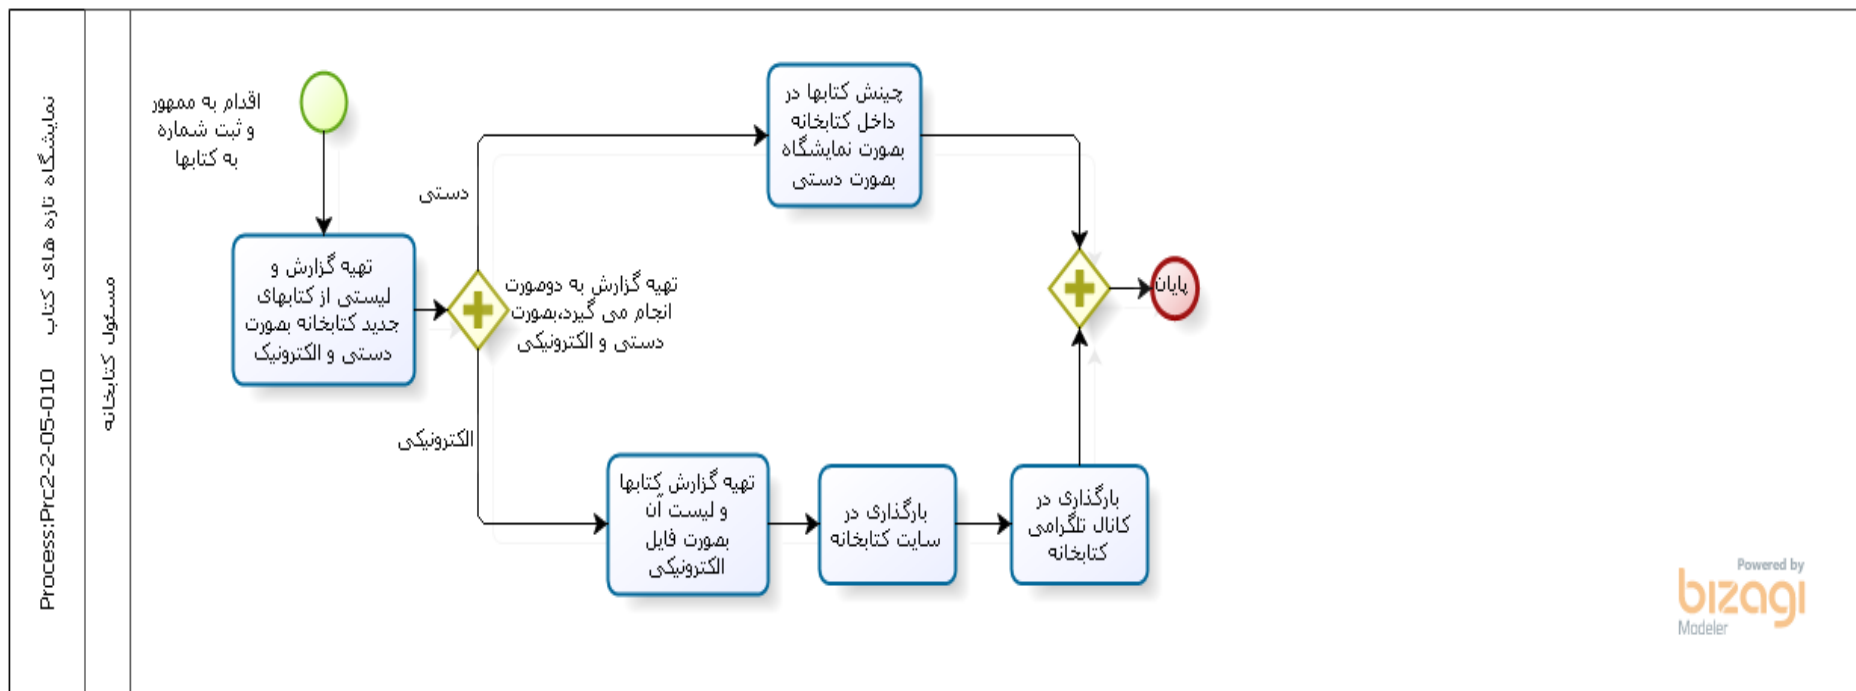 نمایشگاه تازه های کتاب Process:Prc2-2-05-010
مسئول کتابخانه
اقدام به ممهور
و ثبت شماره
به کتابها
تهیه گزارش و
لیستی از کتابهای
جدید کتابخانه بصورت
دستی و الکترونیک
دستی
تهیه گزارش به دوصورت
انجام می گیرد،بصورت
دستی و الکترونیکی
الکترونیکی
چینش کتابها در
داخل کتابخانه
بصورت نمایشگاه
بصورت دستی
تهیه گزارش کتابها
و لیست آن
بصورت فایل
الکترونیکی
بارگذاری در
سایت کتابخانه
بارگذاری در
کانال تلگرامی
کتابخانه
پایان
Powered by
bizagi
Modeler